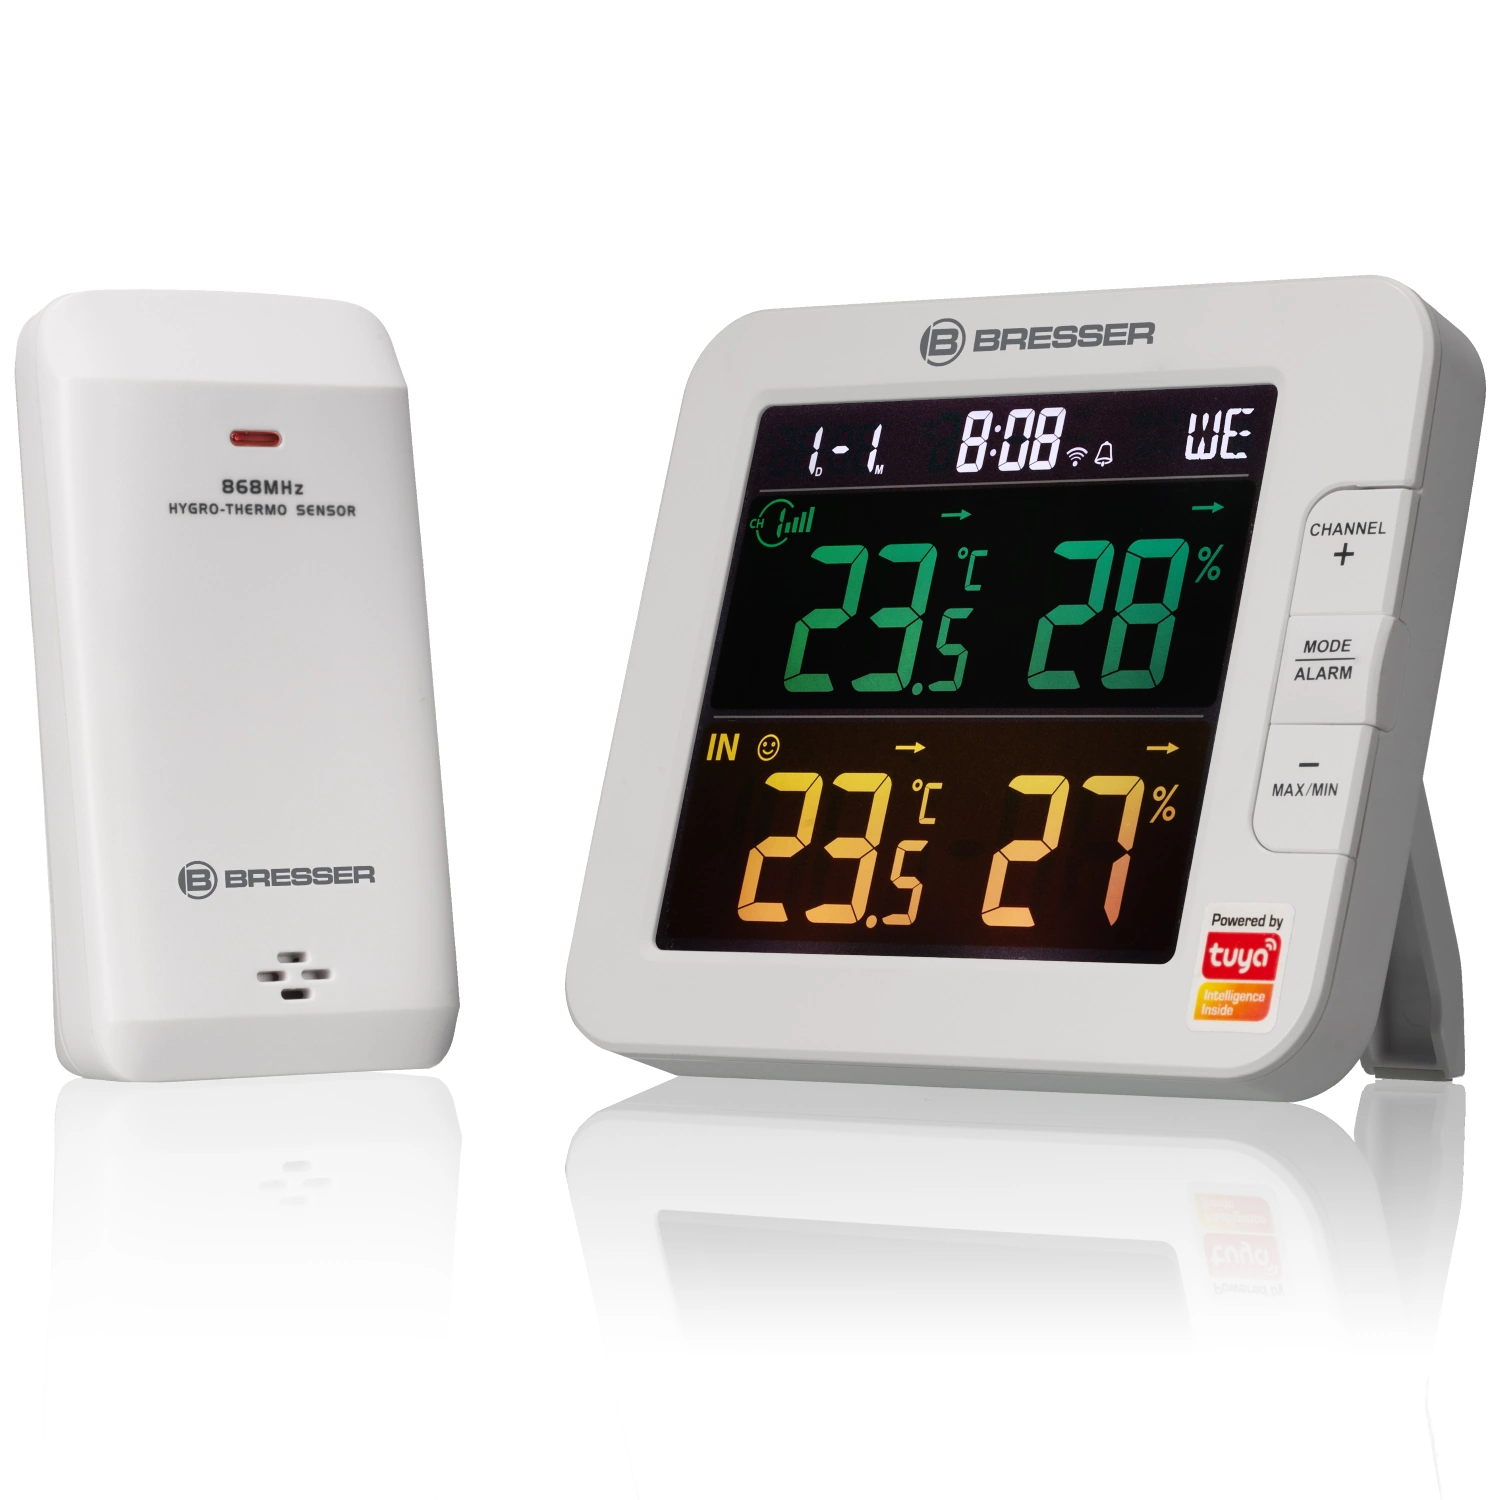 868MHz
HYGRO-THERMO SENSOR
B BRESSER
B BRESSER
1-1 8:08 WE
D M
CH 1
23.5 °C 28 %
IN
23.5 °C 27 %
CHANNEL
+
MODE
ALARM
−
MAX/MIN
Powered by
tuya
Intelligence
Inside